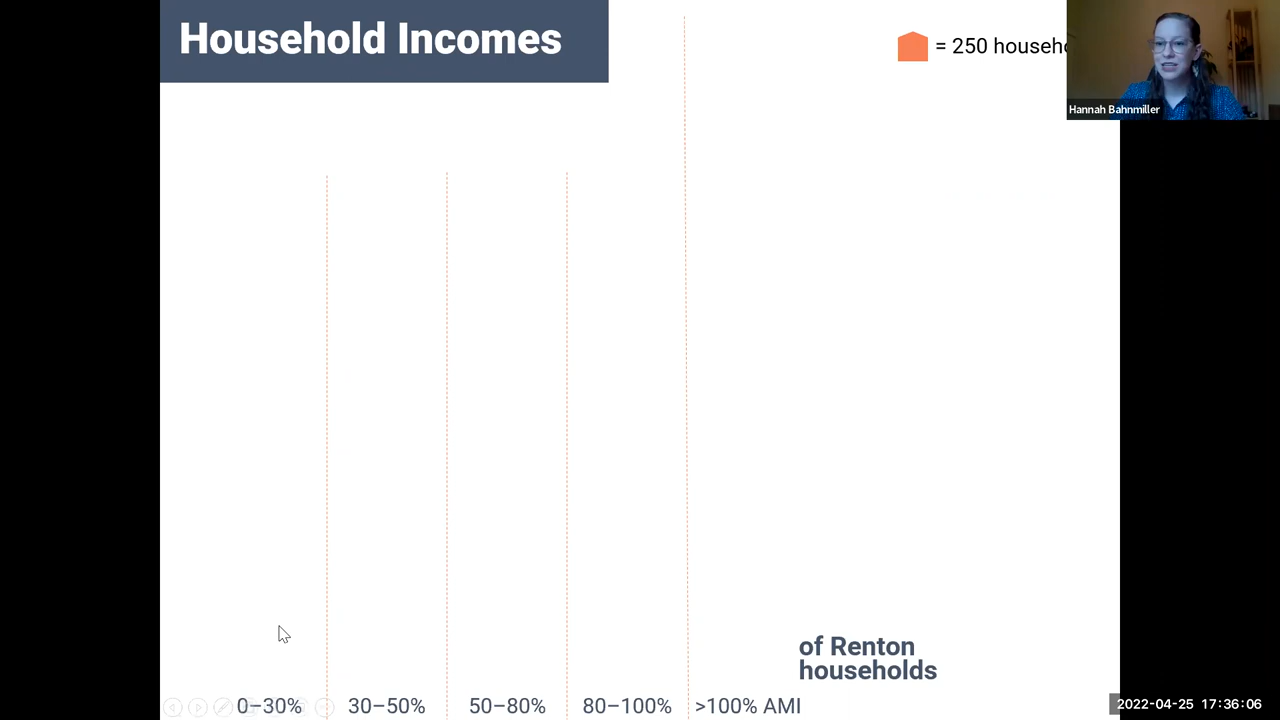 Household Incomes
= 250 househo
Hannah Bahnmiller
of Renton
households
0–30%
30–50%
50–80%
80–100%
>100% AMI
2022-04-25 17:36:06